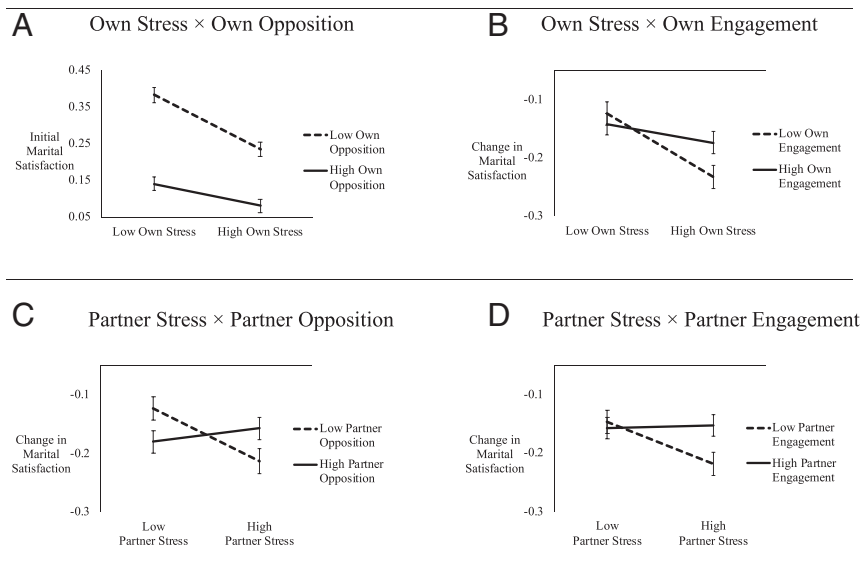 A
Own Stress × Own Opposition
0.45
0.35
0.25
0.15
0.05
Initial
Marital
Satisfaction
Low Own Stress
High Own Stress
Low Own
Opposition
High Own
Opposition
B
Own Stress × Own Engagement
-0.1
-0.2
-0.3
Change in
Marital
Satisfaction
Low Own Stress
High Own Stress
Low Own
Engagement
High Own
Engagement
C
Partner Stress × Partner Opposition
-0.1
-0.2
-0.3
Change in
Marital
Satisfaction
Low
Partner Stress
High
Partner Stress
Low Partner
Opposition
High Partner
Opposition
D
Partner Stress × Partner Engagement
-0.1
-0.2
-0.3
Change in
Marital
Satisfaction
Low
Partner Stress
High
Partner Stress
Low Partner
Engagement
High Partner
Engagement